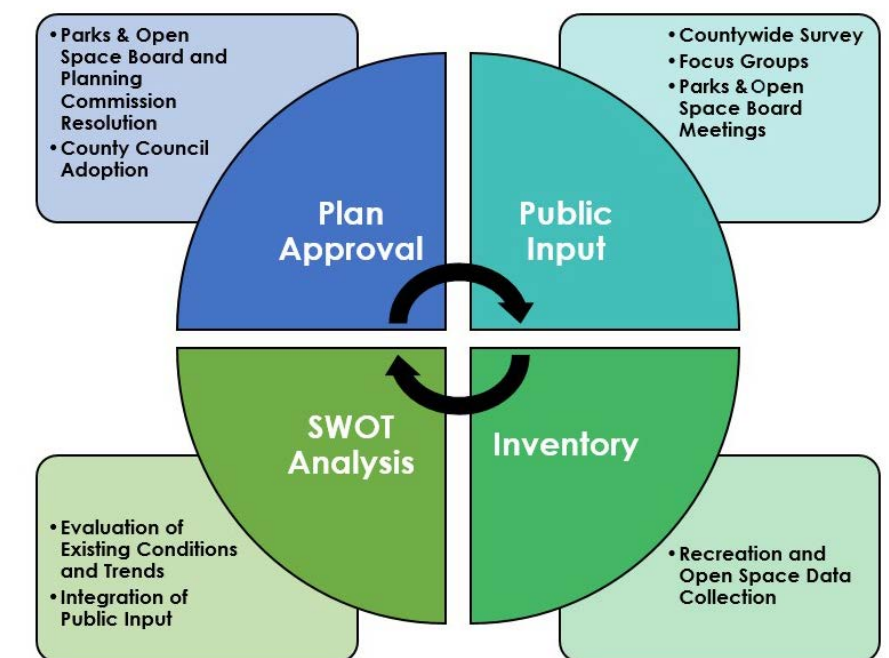 • Parks & Open
Space Board and
Planning
Commission
Resolution
• County Council
Adoption
• Countywide Survey
• Focus Groups
• Parks & Open
Space Board
Meetings
Plan
Approval
Public
Input
SWOT
Analysis
Inventory
• Evaluation of
Existing Conditions
and Trends
• Integration of
Public Input
• Recreation and
Open Space Data
Collection